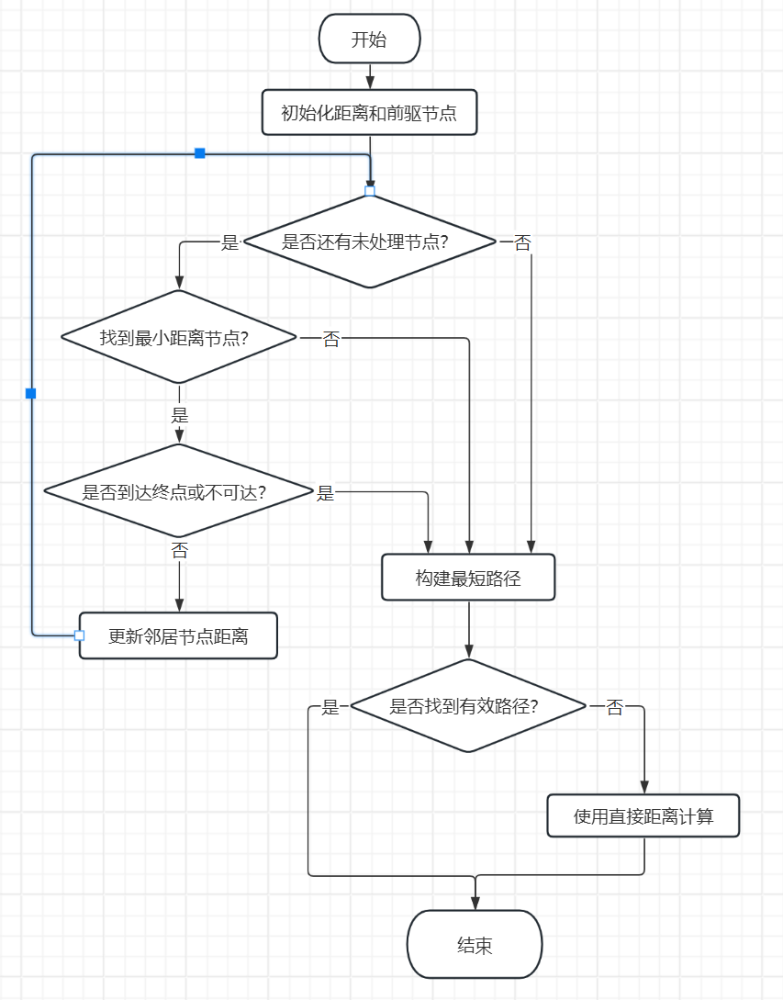 开始
初始化距离和前驱节点
是否还有未处理节点?
是
否
找到最小距离节点?
否
是
是否到达终点或不可达?
是
否
构建最短路径
更新邻居节点距离
是否找到有效路径?
是
否
使用直接距离计算
结束